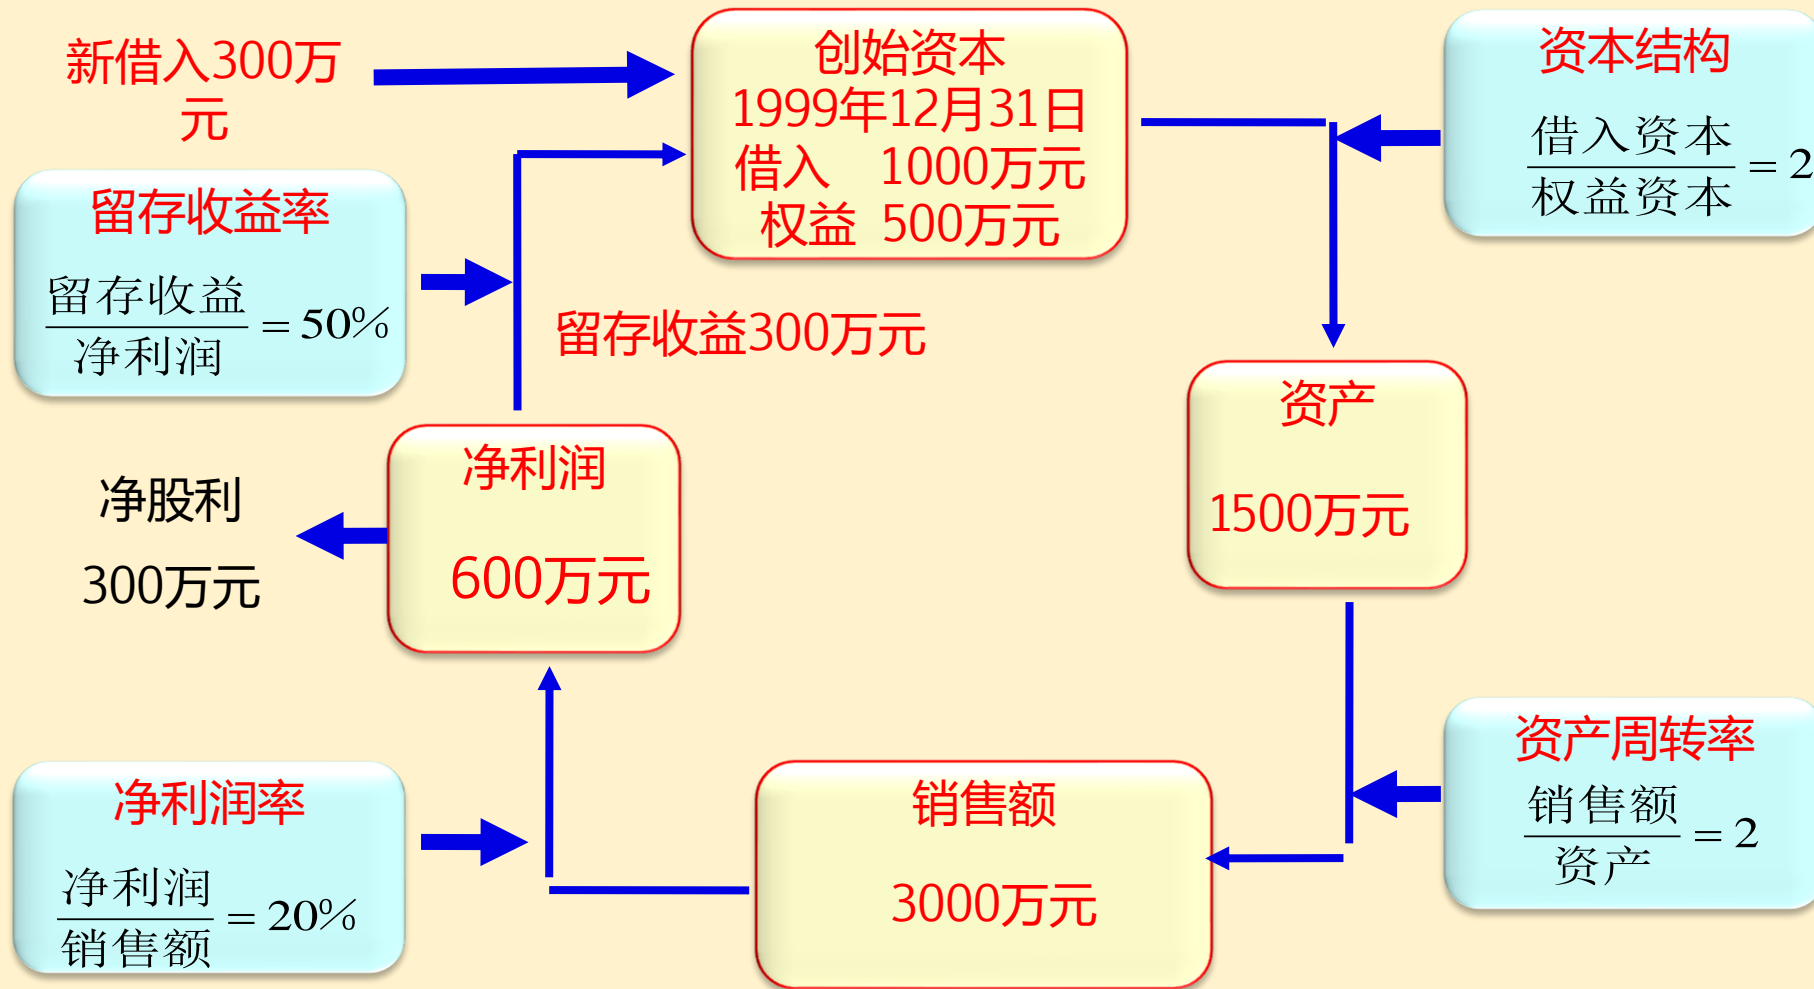 新借入300万
元
创始资本
1999年12月31日
借入 1000万元
权益 500万元
资本结构
借入资本
权益资本
= 2
留存收益率
留存收益
净利润
= 50%
留存收益300万元
资产
1500万元
净利润
600万元
净股利
300万元
资产周转率
销售额
资产
= 2
净利润率
净利润
销售额
= 20%
销售额
3000万元